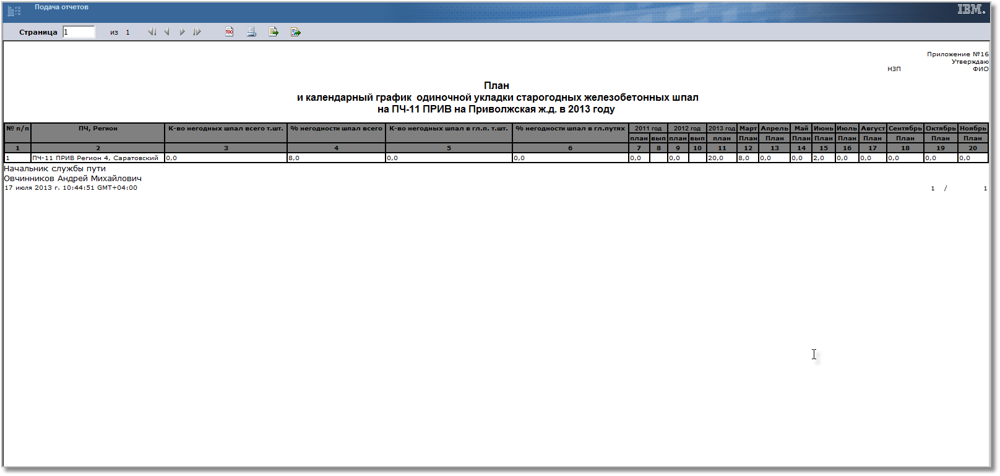 Подача отчетов
IBM.
Страница 1 из 1
TOC
Приложение №16
Утверждаю
НЗП ФИО
План
и календарный график одиночной укладки старогодных железобетонных шпал
на ПЧ-11 ПРИВ на Приволжская ж.д. в 2013 году
№ п/п ПЧ, Регион К-во негодных шпал всего т.шт. % негодности шпал всего К-во негодных шпал в гл.п. т.шт. % негодности шпал в гл.путях 2011 год 2012 год 2013 год Март Апрель Май Июнь Июль Август Сентябрь Октябрь Ноябрь
план вып план вып план План План План План План План План План План
1 2 3 4 5 6 7 8 9 10 11 12 13 14 15 16 17 18 19 20
1 ПЧ-11 ПРИВ Регион 4, Саратовский 0,0 8,0 0,0 0,0 0,0 0,0 20,0 8,0 0,0 0,0 2,0 0,0 0,0 0,0 0,0 0,0
Начальник службы пути
Овчинников Андрей Михайлович
17 июля 2013 г. 10:44:51 GMT+04:00
1 / 1